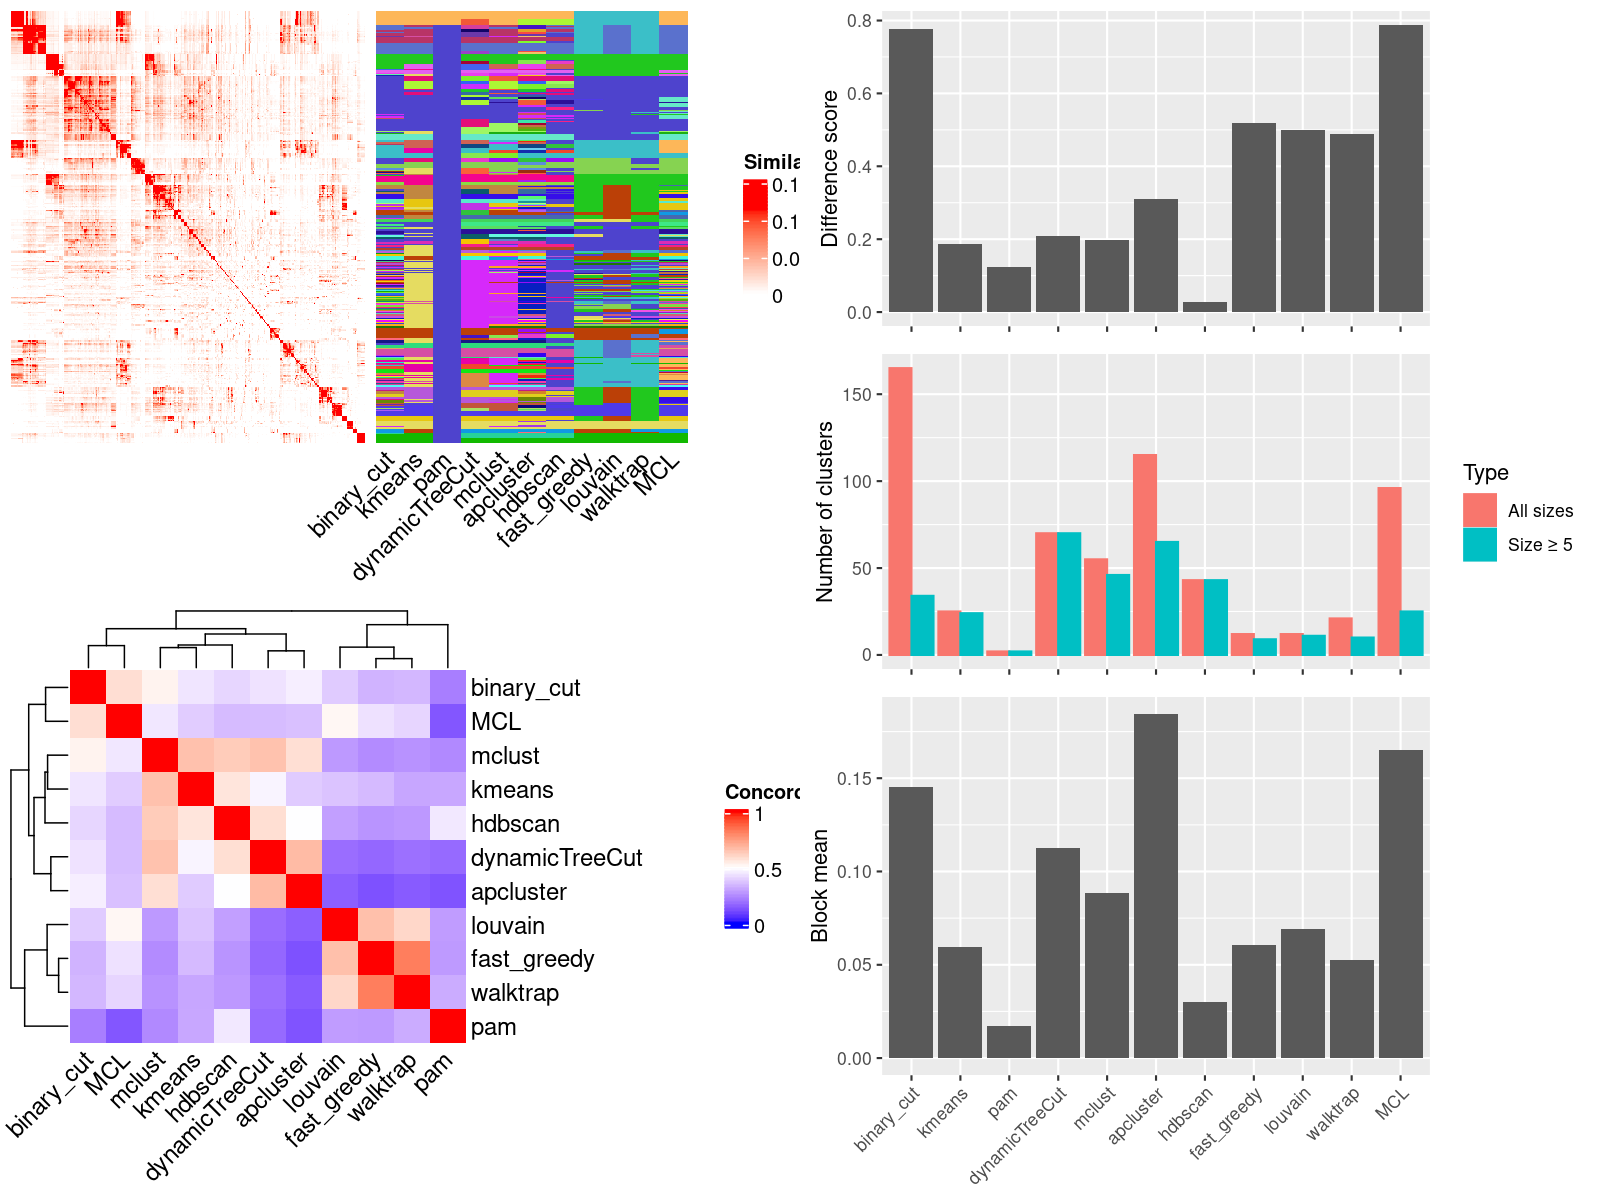 Simila
0.1
0.1
0.0
0
binary_cut
kmeans
pam
dynamicTreeCut
mclust
apcluster
hdbscan
fast_greedy
louvain
walktrap
MCL
binary_cut
MCL
mclust
kmeans
hdbscan
dynamicTreeCut
apcluster
louvain
fast_greedy
walktrap
pam
binary_cut
MCL
mclust
kmeans
hdbscan
dynamicTreeCut
apcluster
louvain
fast_greedy
walktrap
pam
Concord
1
0.5
0
Difference score
0.8
0.6
0.4
0.2
0.0
Number of clusters
150
100
50
0
Type
All sizes
Size ≥ 5
Block mean
0.15
0.10
0.05
0.00
binary_cut
kmeans
pam
dynamicTreeCut
mclust
apcluster
hdbscan
fast_greedy
louvain
walktrap
MCL